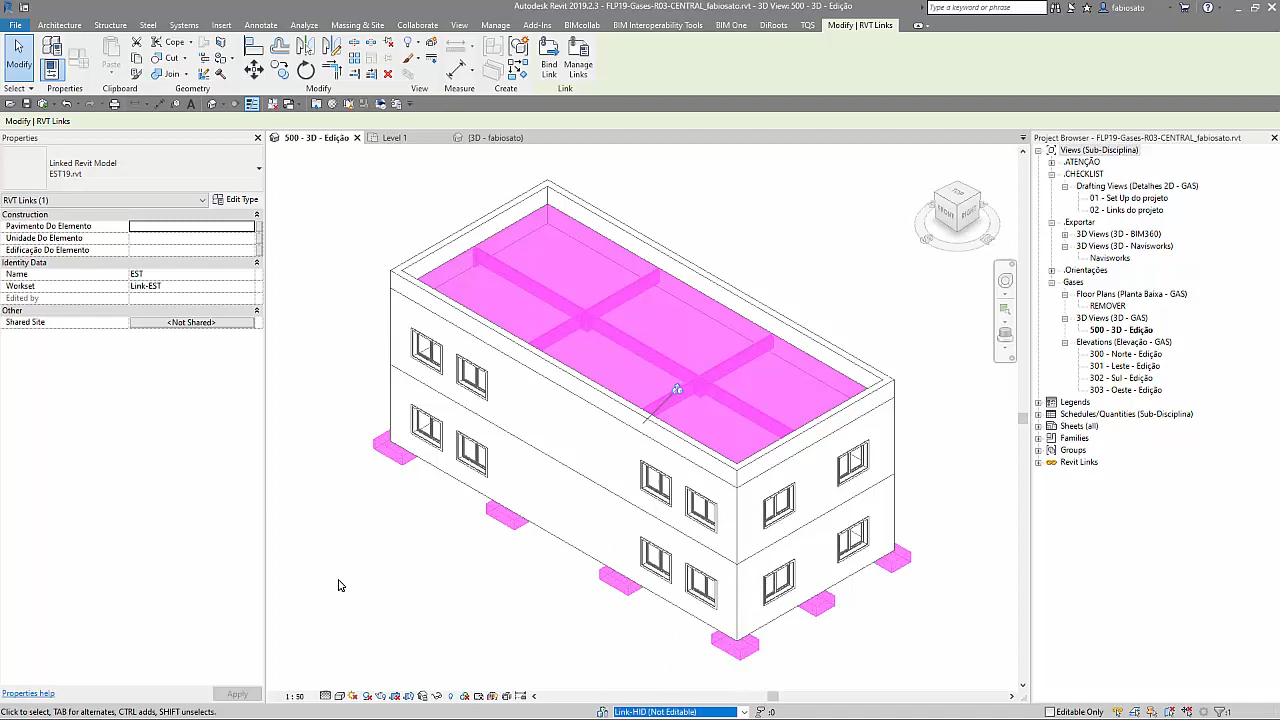 Autodesk Revit 2019.2.3 - FLP19-Gases-R03-CENTRAL_fabiosato.rvt - 3D View: 500 - 3D - Edição
Type a keyword or phrase
fabiosato
File Architecture Structure Steel Systems Insert Annotate Analyze Massing & Site Collaborate View Manage Add-Ins BIMcollab BIM Interoperability Tools BIM One DiRoots TQS Modify | RVT Links
Modify
Paste
Cope
Cut
Join
Bind Link
Manage Links
Select Properties Clipboard Geometry Modify View Measure Create Link
Modify | RVT Links
Properties
Linked Revit Model
EST19.rvt
RVT Links (1) Edit Type
Construction
Pavimento Do Elemento
Unidade Do Elemento
Edificação Do Elemento
Identity Data
Name EST
Workset Link-EST
Edited by
Other
Shared Site <Not Shared>
Properties help Apply
500 - 3D - Edição Level 1 {3D - fabiosato}
TOP
FRONT
RIGHT
1 : 50
Project Browser - FLP19-Gases-R03-CENTRAL_fabiosato.rvt
Views (Sub-Disciplina)
.ATENÇÃO
.CHECKLIST
Drafting Views (Detalhes 2D - GAS)
01 - Set Up do projeto
02 - Links do projeto
.Exportar
3D Views (3D - BIM360)
3D Views (3D - Navisworks)
Navisworks
.Orientações
Gases
Floor Plans (Planta Baixa - GAS)
REMOVER
3D Views (3D - GAS)
500 - 3D - Edição
Elevations (Elevação - GAS)
300 - Norte - Edição
301 - Leste - Edição
302 - Sul - Edição
303 - Oeste - Edição
Legends
Schedules/Quantities (Sub-Disciplina)
Sheets (all)
Families
Groups
Revit Links
Click to select, TAB for alternates, CTRL adds, SHIFT unselects.
Link-HID (Not Editable)
:0
Editable Only
:1